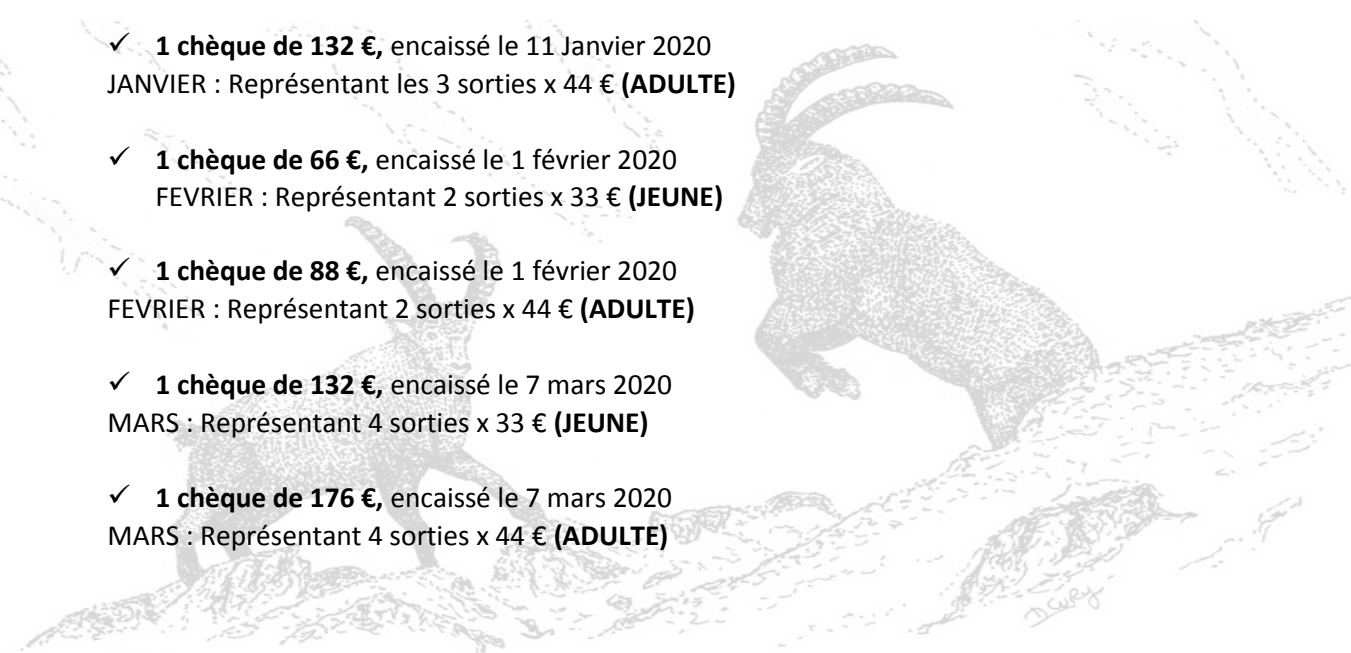 ✓ 1 chèque de 132 €, encaissé le 11 Janvier 2020
JANVIER : Représentant les 3 sorties x 44 € (ADULTE)
✓ 1 chèque de 66 €, encaissé le 1 février 2020
FEVRIER : Représentant 2 sorties x 33 € (JEUNE)
✓ 1 chèque de 88 €, encaissé le 1 février 2020
FEVRIER : Représentant 2 sorties x 44 € (ADULTE)
✓ 1 chèque de 132 €, encaissé le 7 mars 2020
MARS : Représentant 4 sorties x 33 € (JEUNE)
✓ 1 chèque de 176 €, encaissé le 7 mars 2020
MARS : Représentant 4 sorties x 44 € (ADULTE)